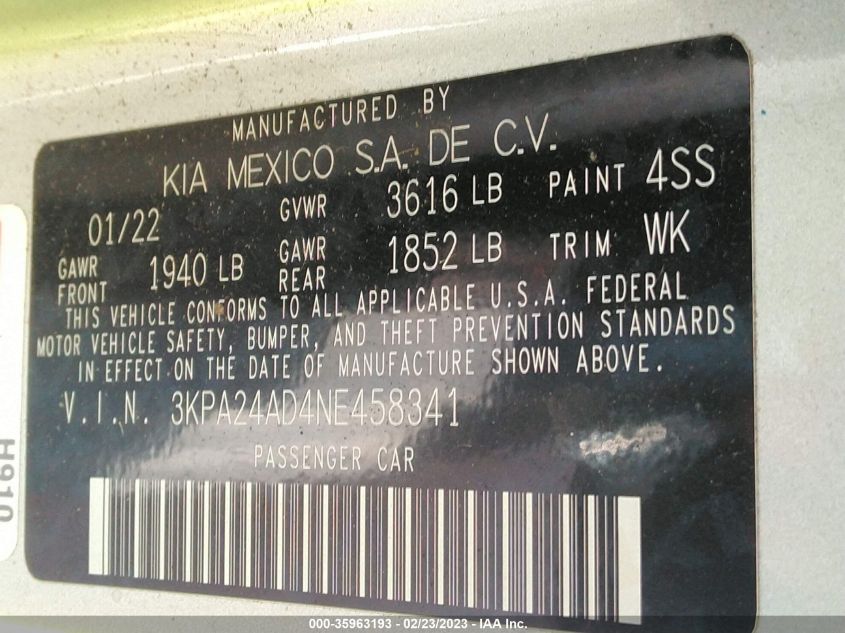 MANUFACTURED BY
KIA MEXICO S.A. DE C.V.
01/22 GVWR 3616 LB PAINT 4SS
GAWR FRONT 1940 LB GAWR REAR 1852 LB TRIM WK
THIS VEHICLE CONFORMS TO ALL APPLICABLE U.S.A. FEDERAL
MOTOR VEHICLE SAFETY, BUMPER, AND THEFT PREVENTION STANDARDS
IN EFFECT ON THE DATE OF MANUFACTURE SHOWN ABOVE.
V.I.N. 3KPA24AD4NE458341
PASSENGER CAR
H910
000-35963193 - 02/23/2023 - IAA Inc.